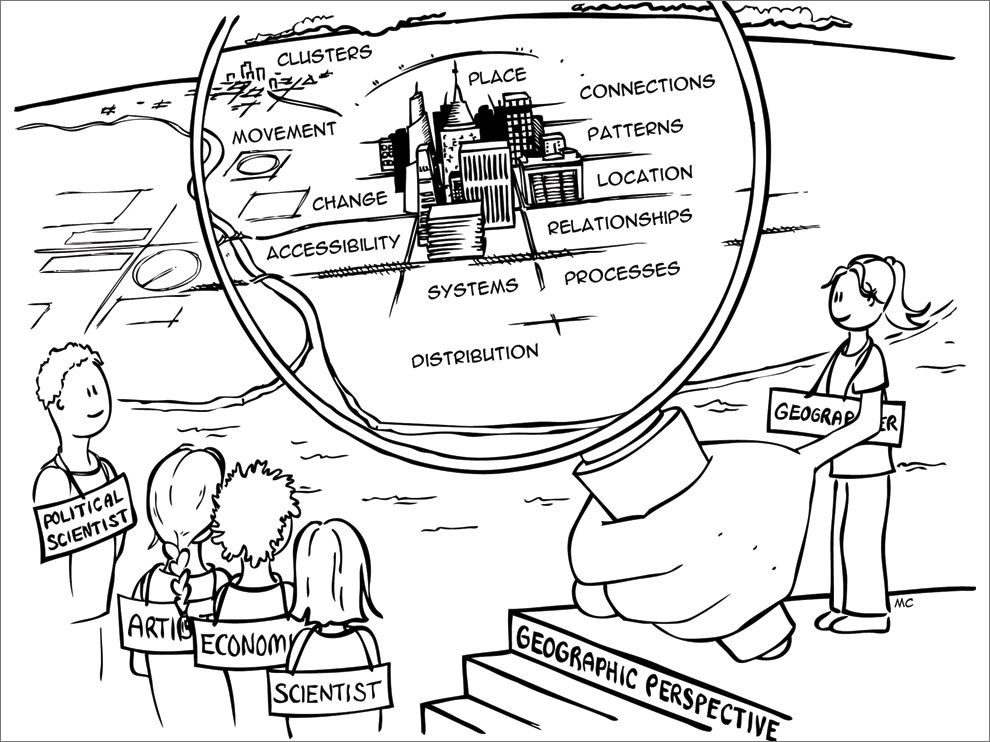 CLUSTERS
PLACE
CONNECTIONS
MOVEMENT
PATTERNS
LOCATION
CHANGE
RELATIONSHIPS
ACCESSIBILITY
PROCESSES
SYSTEMS
DISTRIBUTION
GEOGRAP ER
POLITICAL
SCIENTIST
ARTI
ECONOMI
SCIENTIST
MC
GEOGRAPHIC PERSPECTIVE